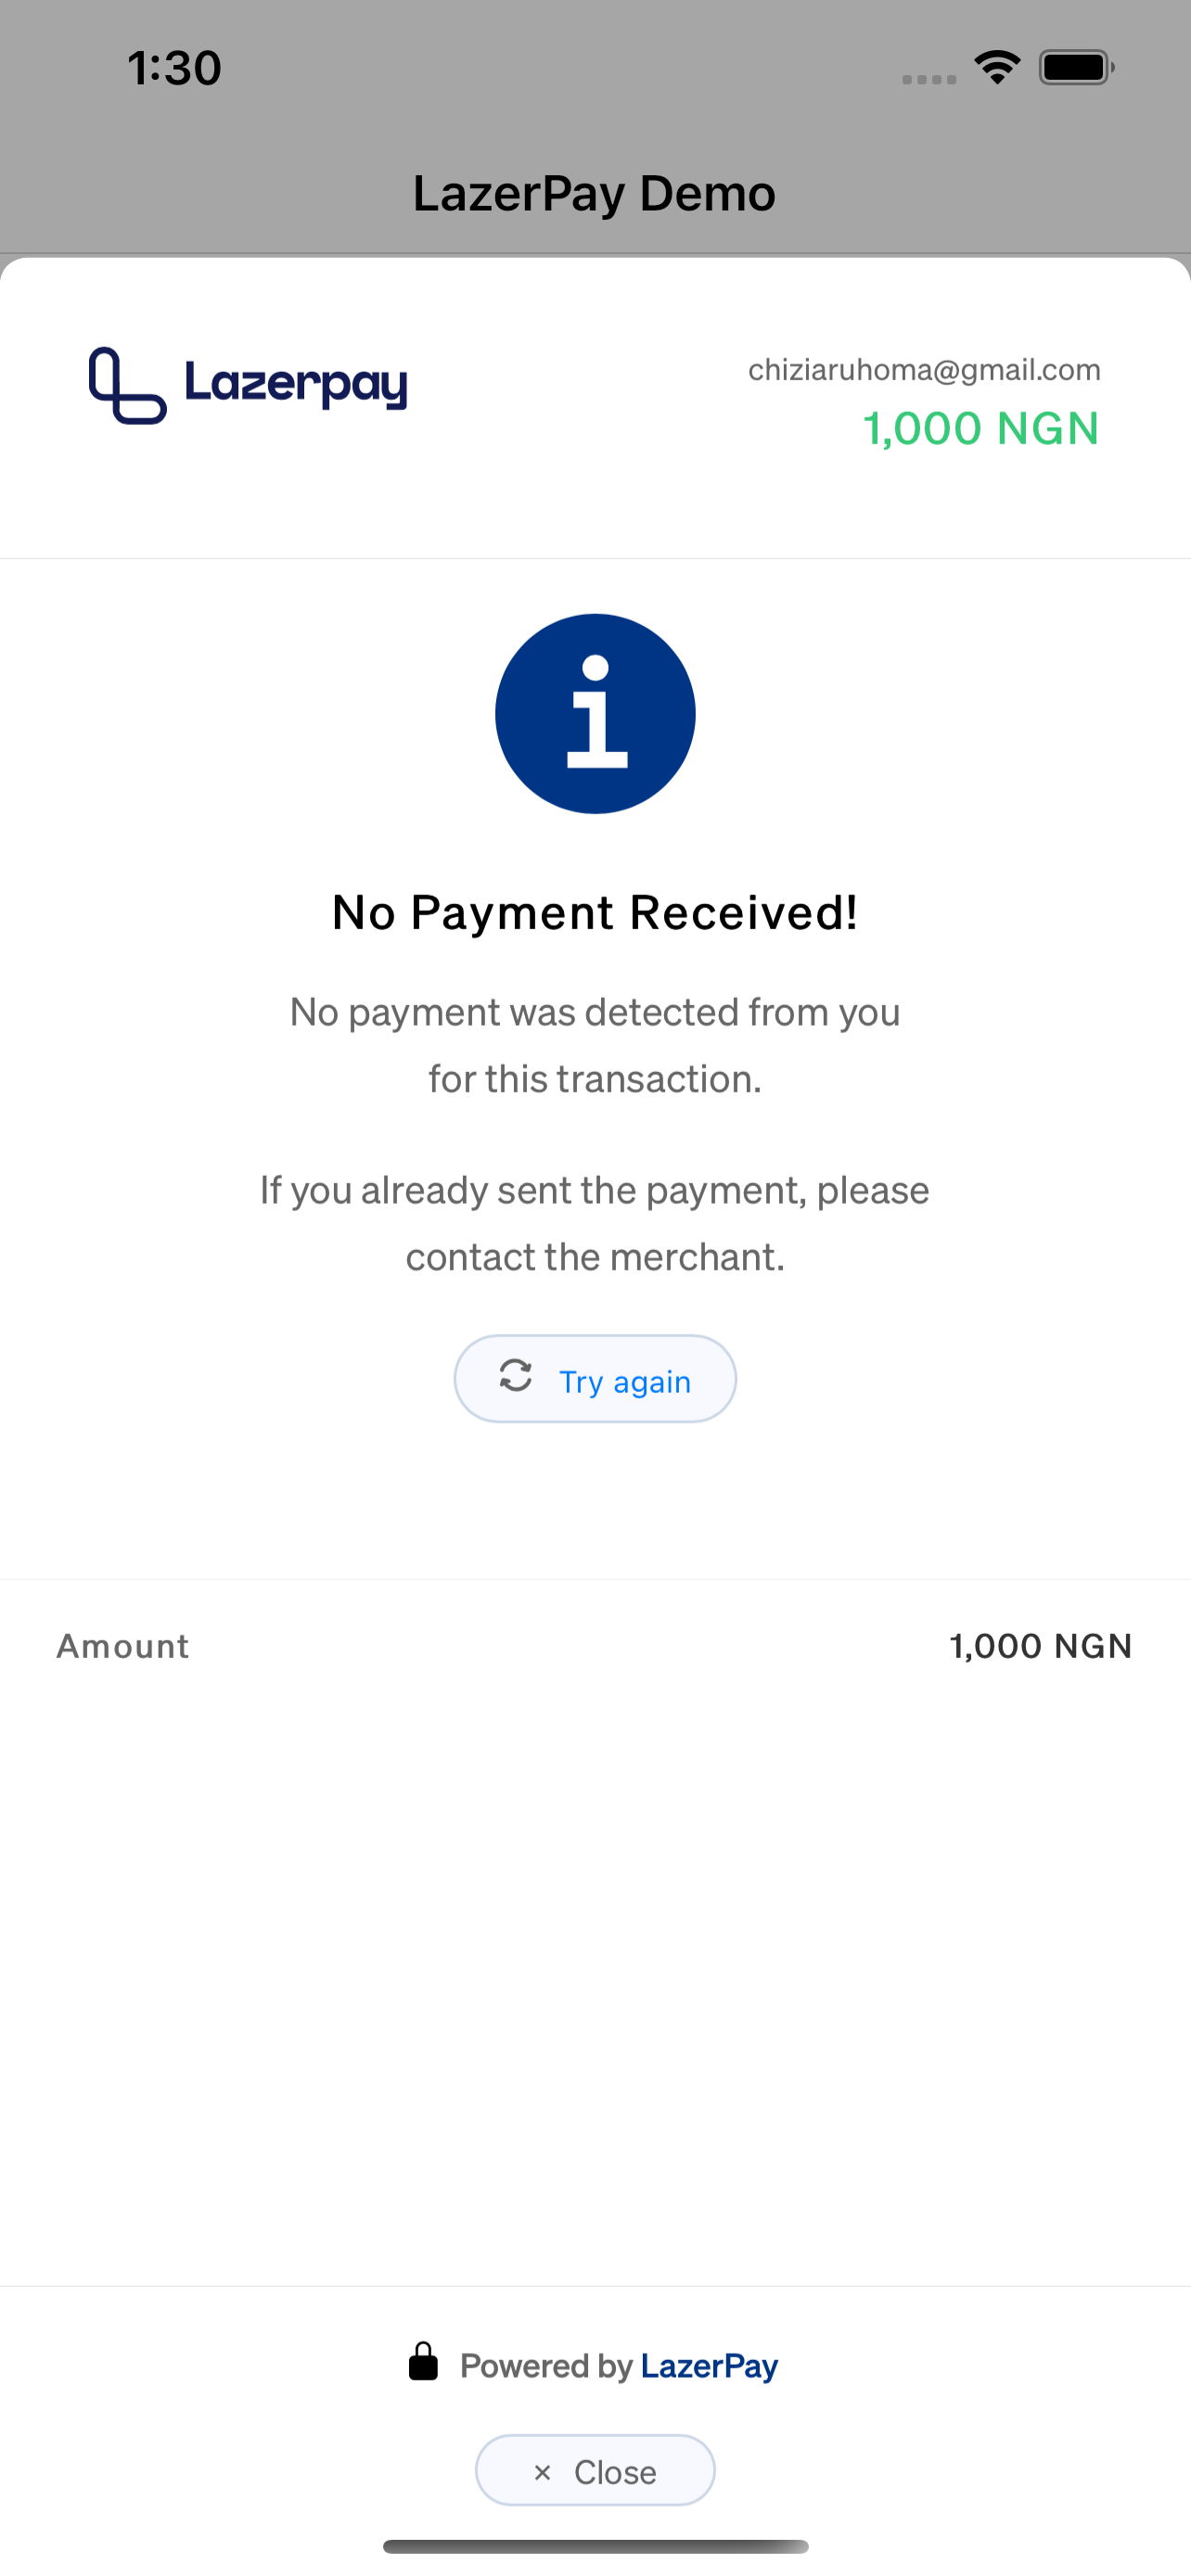 1:30
LazerPay Demo
Lazerpay
chiziaruhoma@gmail.com
1,000 NGN
No Payment Received!
No payment was detected from you
for this transaction.
If you already sent the payment, please
contact the merchant.
Try again
Amount
1,000 NGN
Powered by LazerPay
× Close